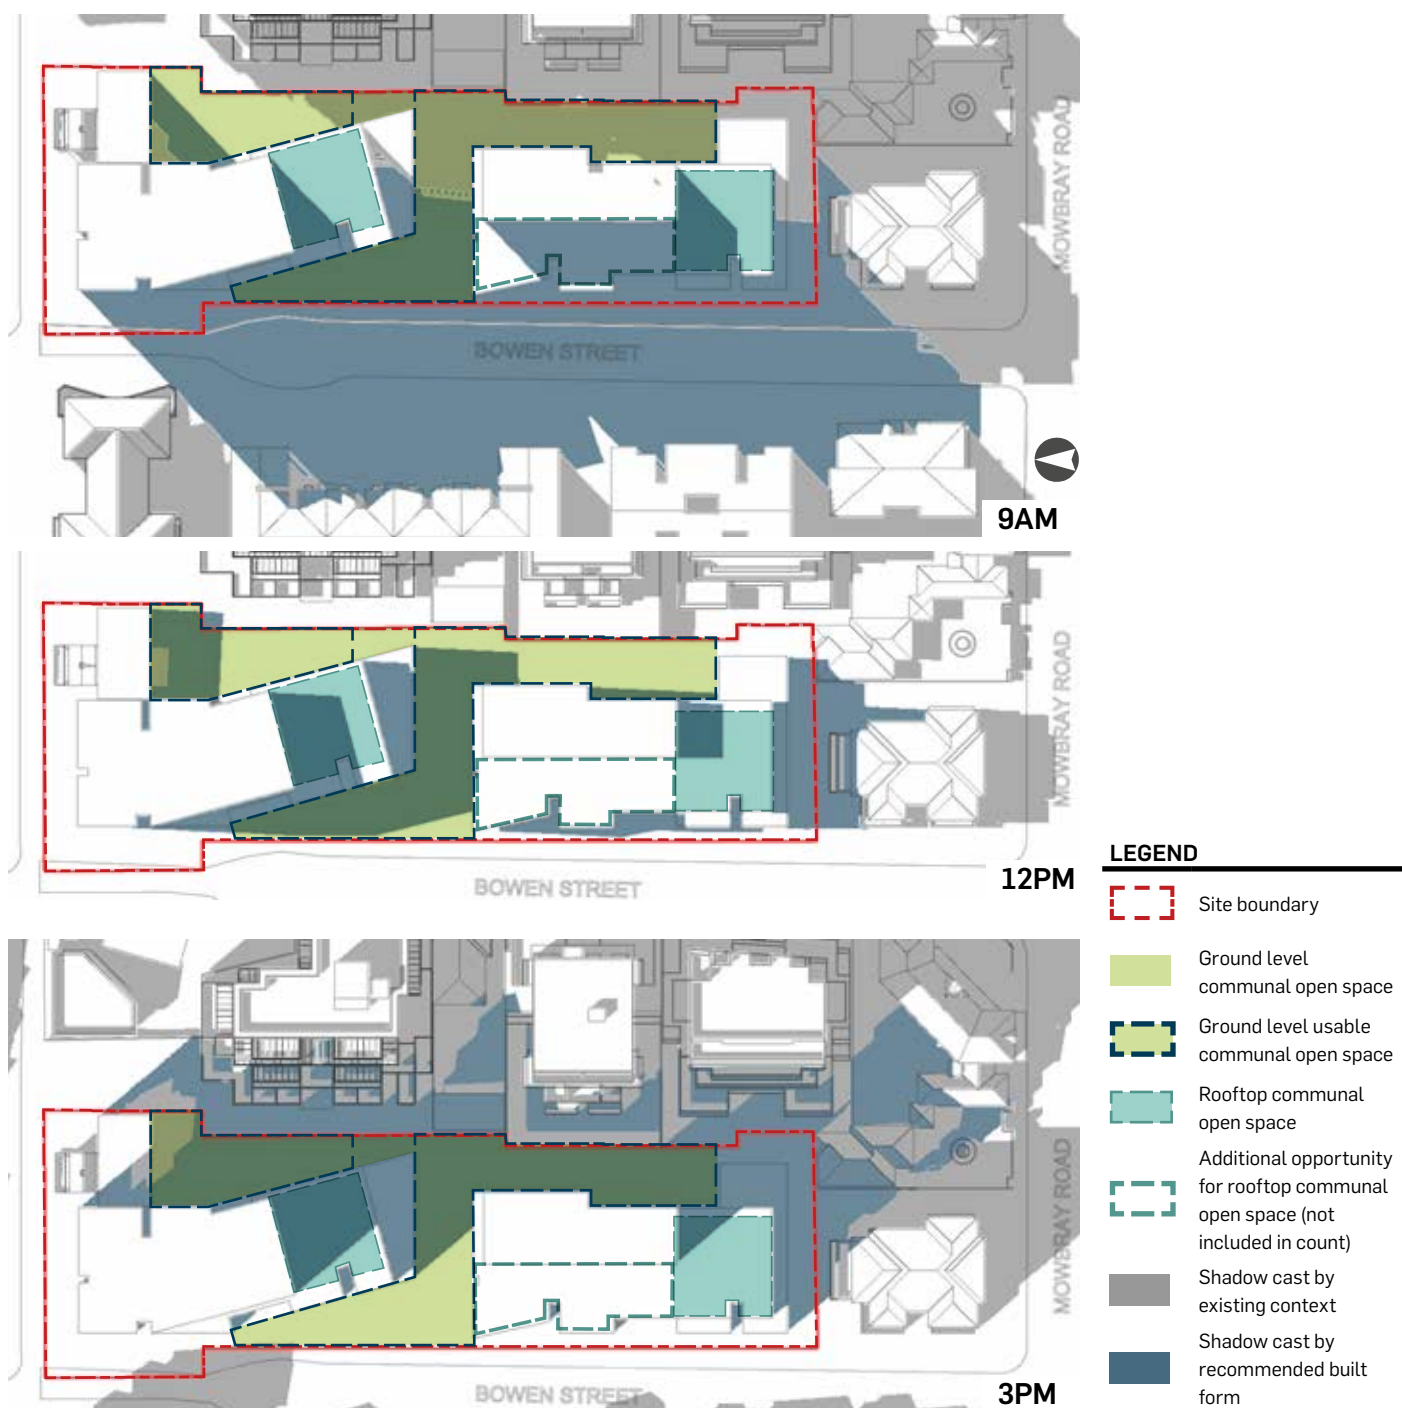 MOWBRAY ROAD
BOWEN STREET
9AM
MOWBRAY ROAD
12PM
BOWEN STREET
LEGEND
Site boundary
Ground level
communal open space
Ground level usable
communal open space
Rooftop communal
open space
Additional opportunity
for rooftop communal
open space (not
included in count)
Shadow cast by
existing context
Shadow cast by
recommended built
form
MOWBRAY ROAD
BOWEN STREET
3PM